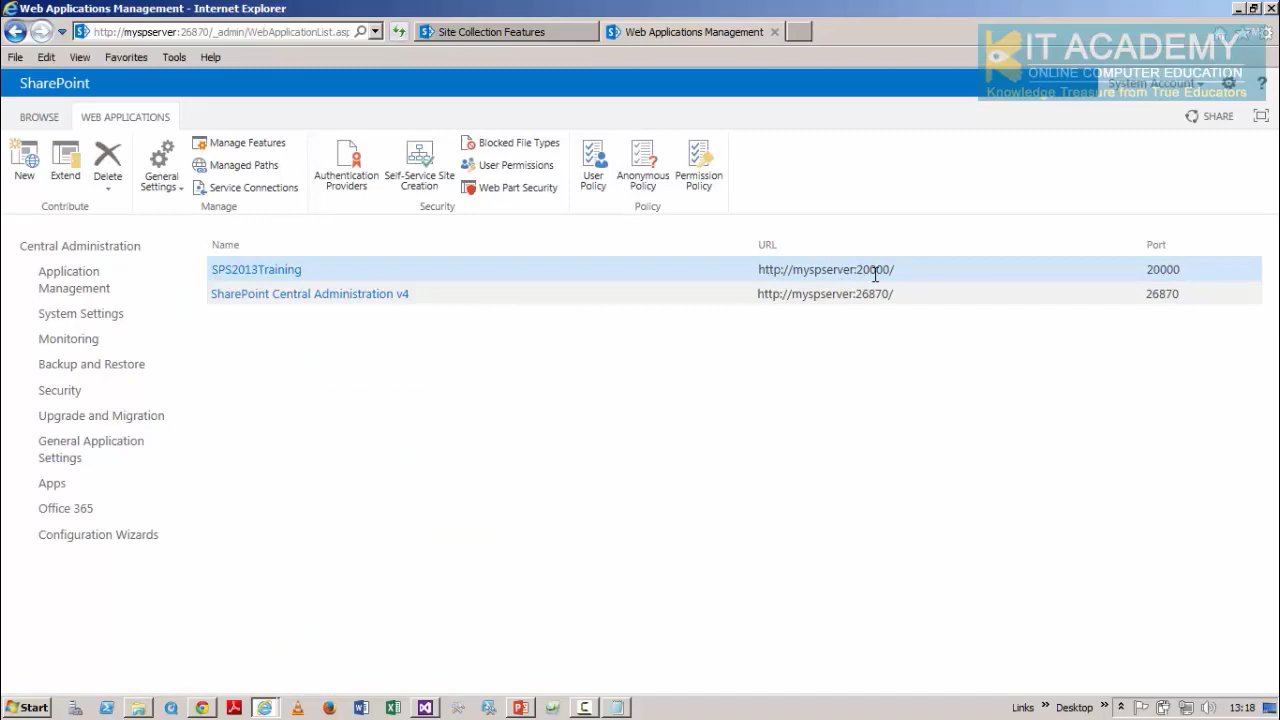 Web Applications Management - Internet Explorer
http://myspserver:26870/_admin/WebApplicationList.asp
Site Collection Features
Web Applications Management
File Edit View Favorites Tools Help
IT ACADEMY
ONLINE COMPUTER EDUCATION
Knowledge Treasure from True Educators
SharePoint
System Account
BROWSE
WEB APPLICATIONS
SHARE
New
Extend
Delete
Contribute
General Settings
Manage Features
Managed Paths
Service Connections
Manage
Authentication Providers
Self-Service Site Creation
Blocked File Types
User Permissions
Web Part Security
Security
User Policy
Anonymous Policy
Permission Policy
Policy
Central Administration
Application
Management
System Settings
Monitoring
Backup and Restore
Security
Upgrade and Migration
General Application
Settings
Apps
Office 365
Configuration Wizards
Name URL Port
SPS2013Training http://myspserver:20000/ 20000
SharePoint Central Administration v4 http://myspserver:26870/ 26870
Start
Links » Desktop » 13:18